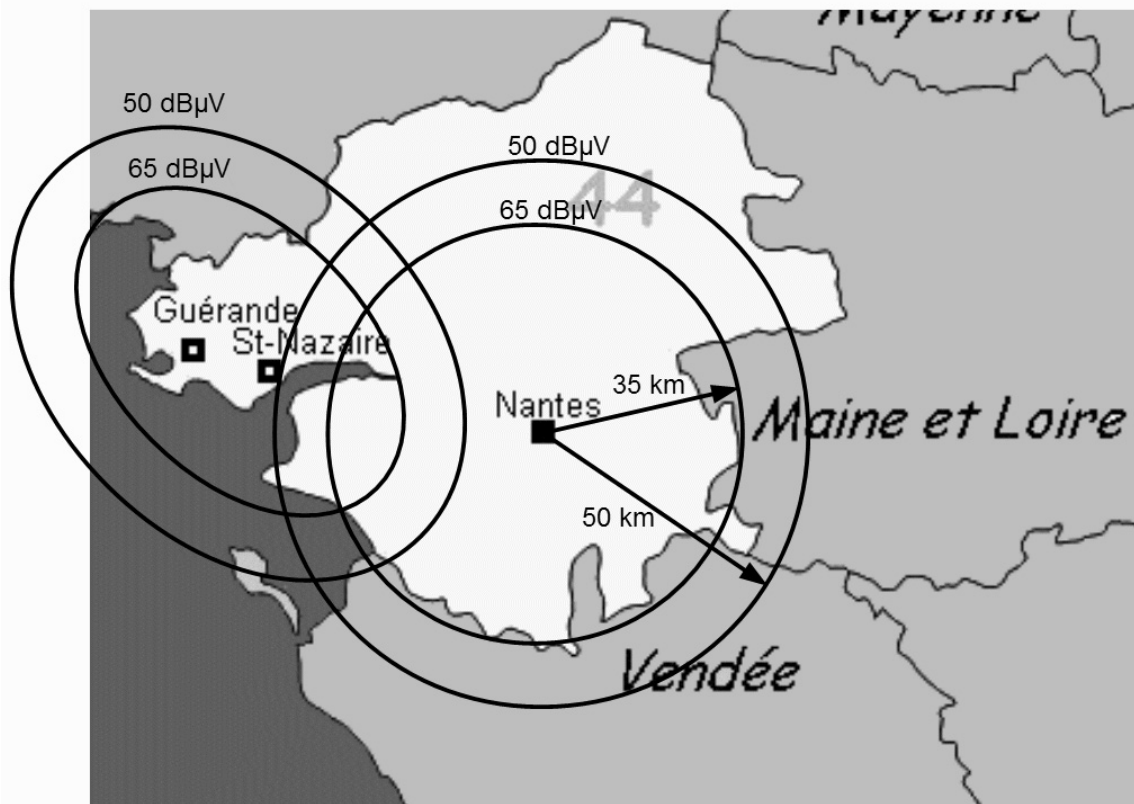 Mayenne
50 dBµV
50 dBµV
65 dBµV
44
65 dBµV
Guérande
St-Nazaire
35 km
Nantes
Maine et Loire
50 km
Vendée